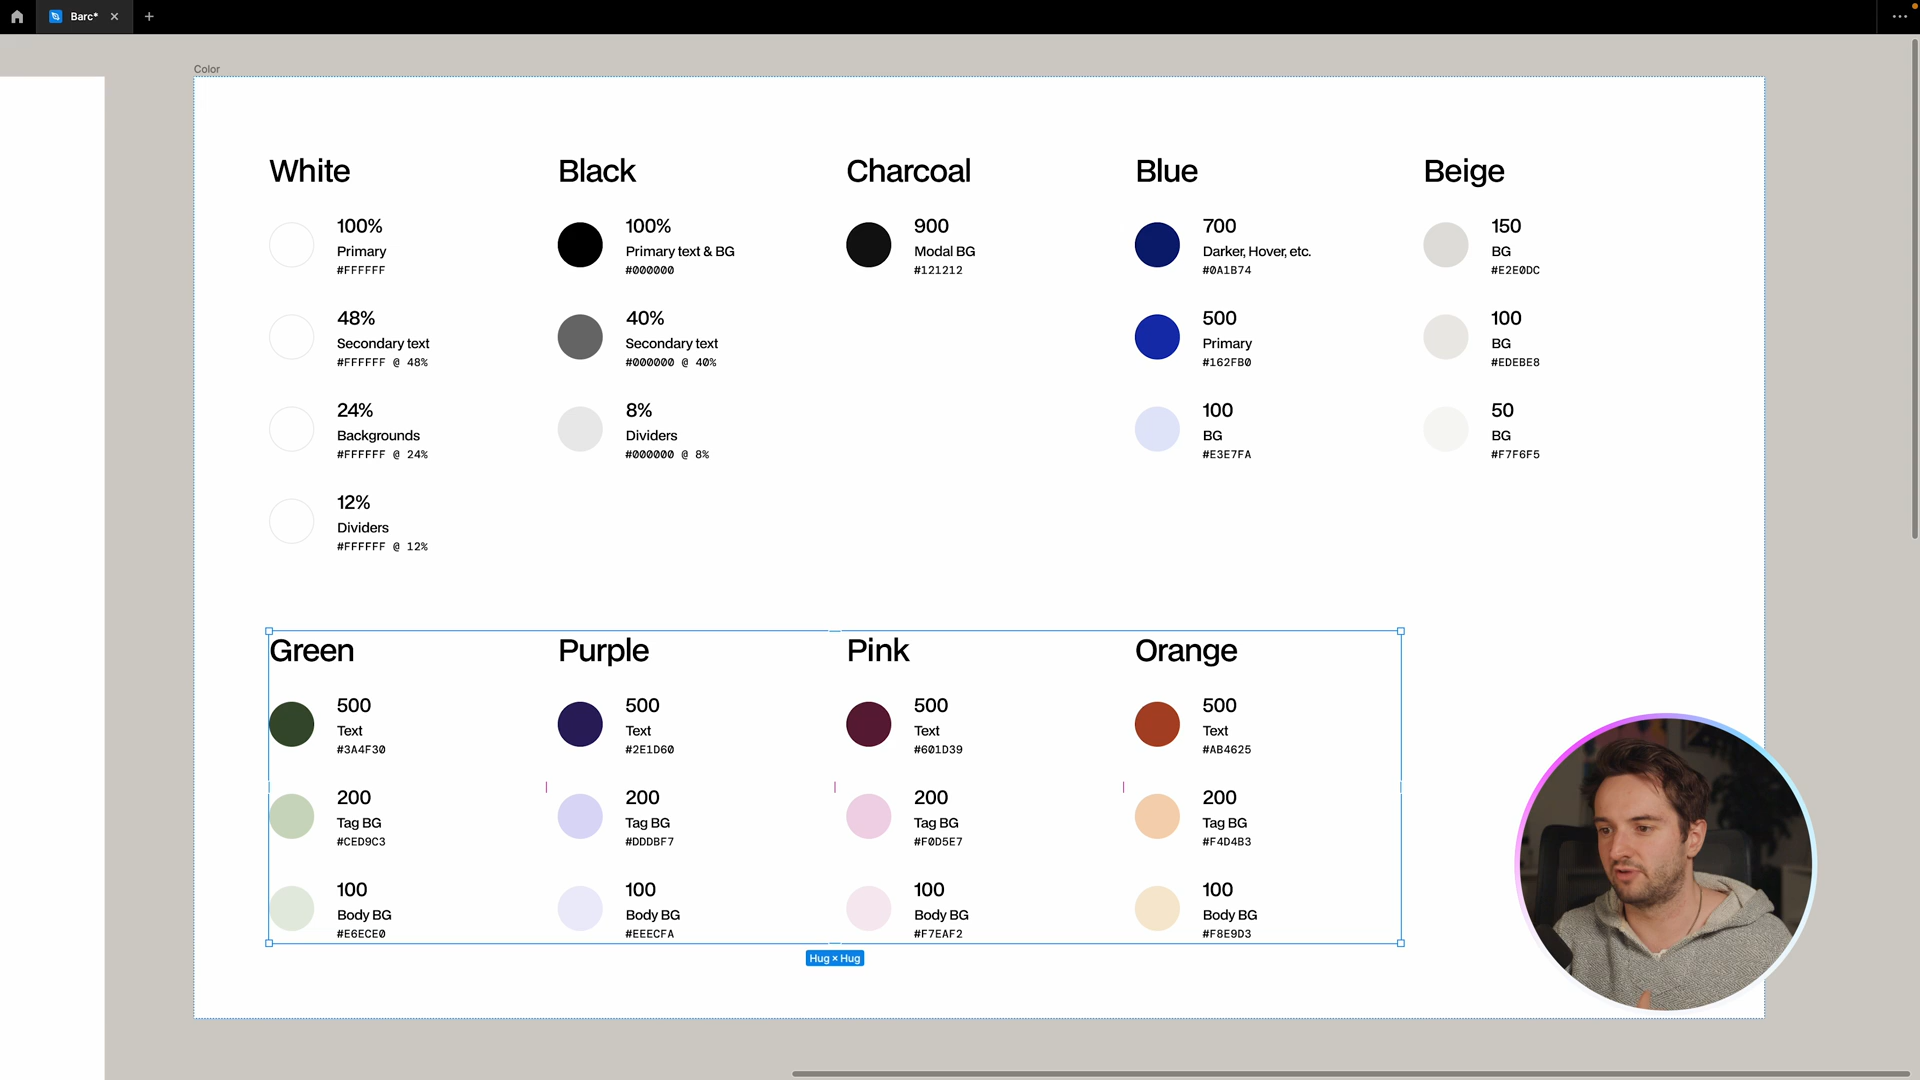 Barc*
Color
White
100%
Primary
#FFFFFF
48%
Secondary text
#FFFFFF @ 48%
24%
Backgrounds
#FFFFFF @ 24%
12%
Dividers
#FFFFFF @ 12%
Black
100%
Primary text & BG
#000000
40%
Secondary text
#000000 @ 40%
8%
Dividers
#000000 @ 8%
Charcoal
900
Modal BG
#121212
Blue
700
Darker, Hover, etc.
#0A1B74
500
Primary
#162FB0
100
BG
#E3E7FA
Beige
150
BG
#E2E0DC
100
BG
#EDEBE8
50
BG
#F7F6F5
Green
500
Text
#3A4F30
200
Tag BG
#CED9C3
100
Body BG
#E6ECE0
Purple
500
Text
#2E1D60
200
Tag BG
#DDDBF7
100
Body BG
#EEECFA
Pink
500
Text
#601D39
200
Tag BG
#F0D5E7
100
Body BG
#F7EAF2
Orange
500
Text
#AB4625
200
Tag BG
#F4D4B3
100
Body BG
#F8E9D3
Hug × Hug